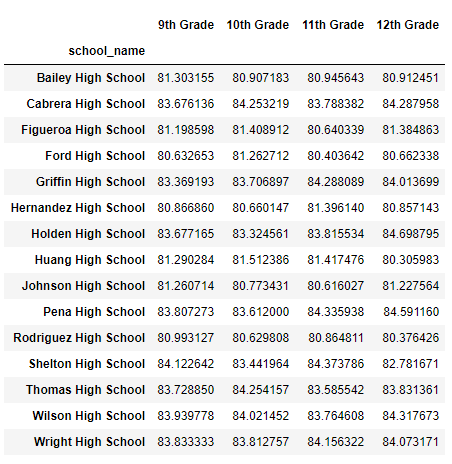 9th Grade 10th Grade 11th Grade 12th Grade
school_name
Bailey High School 81.303155 80.907183 80.945643 80.912451
Cabrera High School 83.676136 84.253219 83.788382 84.287958
Figueroa High School 81.198598 81.408912 80.640339 81.384863
Ford High School 80.632653 81.262712 80.403642 80.662338
Griffin High School 83.369193 83.706897 84.288089 84.013699
Hernandez High School 80.866860 80.660147 81.396140 80.857143
Holden High School 83.677165 83.324561 83.815534 84.698795
Huang High School 81.290284 81.512386 81.417476 80.305983
Johnson High School 81.260714 80.773431 80.616027 81.227564
Pena High School 83.807273 83.612000 84.335938 84.591160
Rodriguez High School 80.993127 80.629808 80.864811 80.376426
Shelton High School 84.122642 83.441964 84.373786 82.781671
Thomas High School 83.728850 84.254157 83.585542 83.831361
Wilson High School 83.939778 84.021452 83.764608 84.317673
Wright High School 83.833333 83.812757 84.156322 84.073171